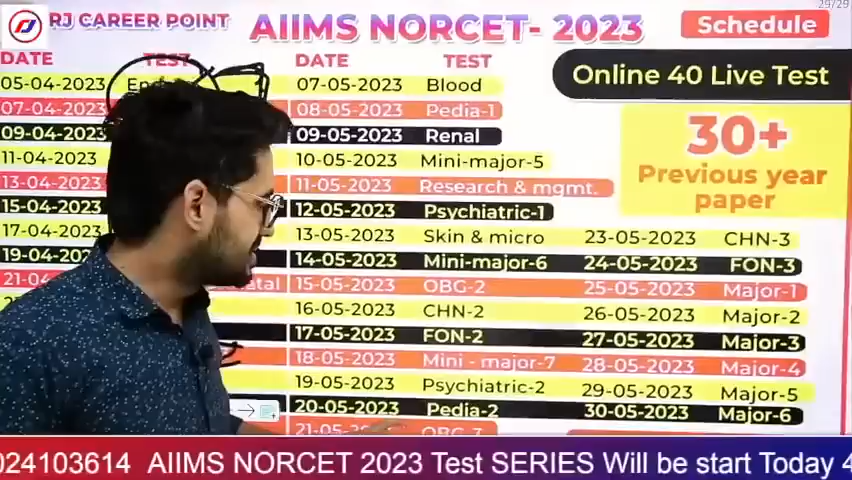 29/29
RJ CAREER POINT AIIMS NORCET- 2023 Schedule
DATE TEST DATE TEST
05-04-2023 07-05-2023 Blood
Online 40 Live Test
07-04-2023 08-05-2023 Pedia-1
09-04-2023 09-05-2023 Renal
30+
11-04-2023 10-05-2023 Mini-major-5
Previous year
13-04-2023 11-05-2023 Research & mgmt.
paper
15-04-2023 12-05-2023 Psychiatric-1
17-04-2023 13-05-2023 Skin & micro 23-05-2023 CHN-3
14-05-2023 Mini-major-6 24-05-2023 FON-3
15-05-2023 OBG-2 25-05-2023 Major-1
16-05-2023 CHN-2 26-05-2023 Major-2
17-05-2023 FON-2 27-05-2023 Major-3
18-05-2023 Mini - major-7 28-05-2023 Major-4
19-05-2023 Psychiatric-2 29-05-2023 Major-5
20-05-2023 Pedia-2 30-05-2023 Major-6
024103614 AIIMS NORCET 2023 Test SERIES Will be start Today 4